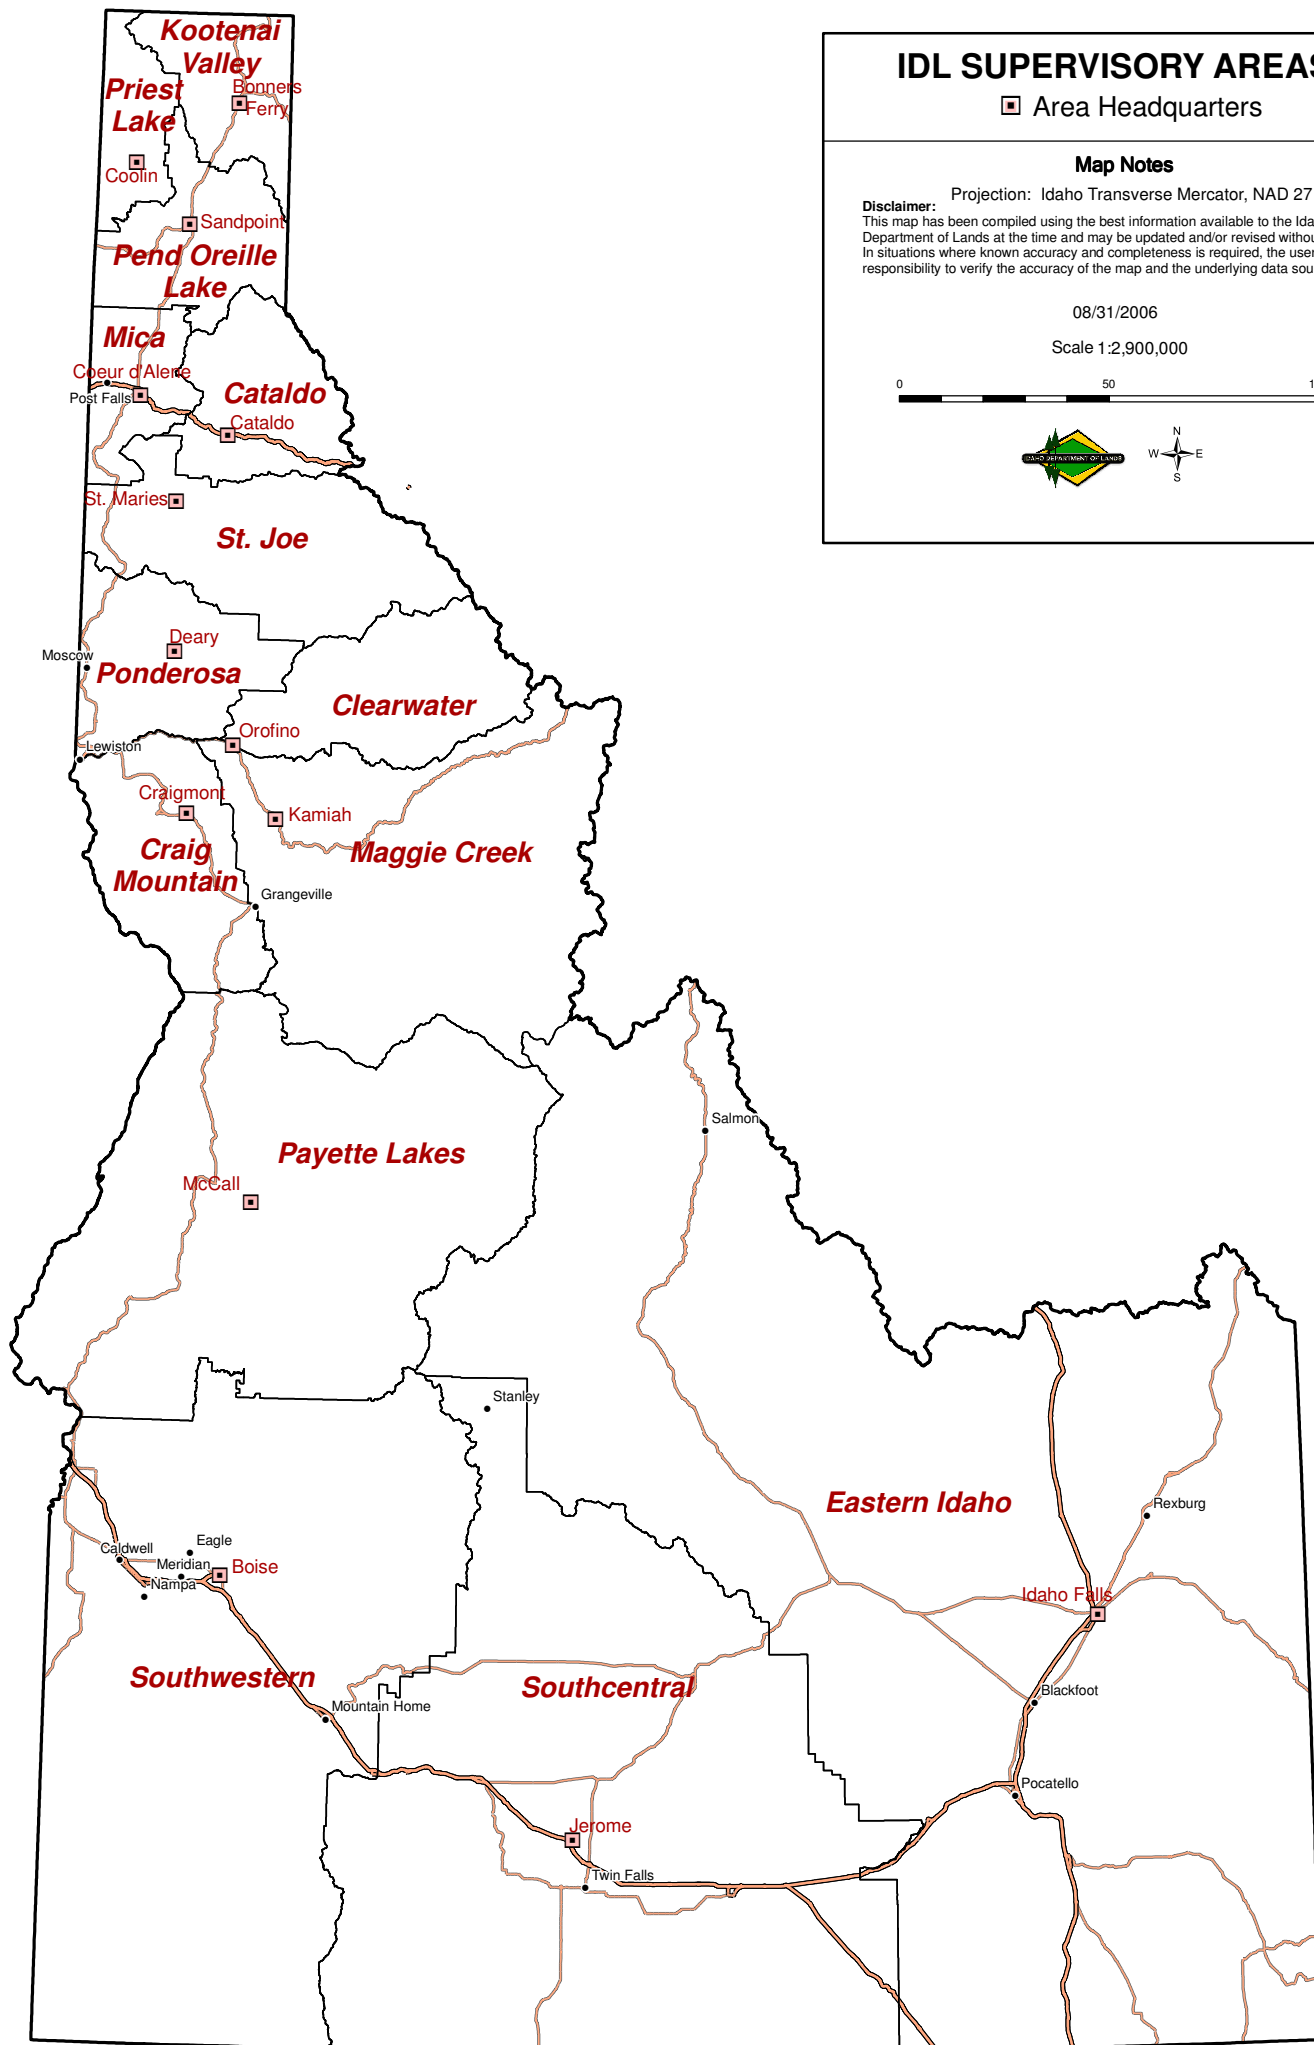 Kootenai
Valley
Priest
Lake
Bonners
Ferry
Coolin
Sandpoint
Pend Oreille
Lake
Mica
Coeur d'Alene
Post Falls
Cataldo
Cataldo
St. Maries
St. Joe
Deary
Moscow
Ponderosa
Clearwater
Orofino
Lewiston
Craigmont
Kamiah
Craig
Mountain
Maggie Creek
Grangeville
Salmon
Payette Lakes
McCall
Stanley
Eastern Idaho
Rexburg
Eagle
Caldwell
Meridian
Boise
Nampa
Idaho Falls
Southwestern
Southcentral
Mountain Home
Blackfoot
Pocatello
Jerome
Twin Falls
IDL SUPERVISORY AREAS
Area Headquarters
Map Notes
Projection: Idaho Transverse Mercator, NAD 27
Disclaimer:
This map has been compiled using the best information available to the Ida
Department of Lands at the time and may be updated and/or revised withou
In situations where known accuracy and completeness is required, the user
responsibility to verify the accuracy of the map and the underlying data sou
08/31/2006
Scale 1:2,900,000
0 50 1
IDAHO DEPARTMENT OF LANDS
N
W E
S